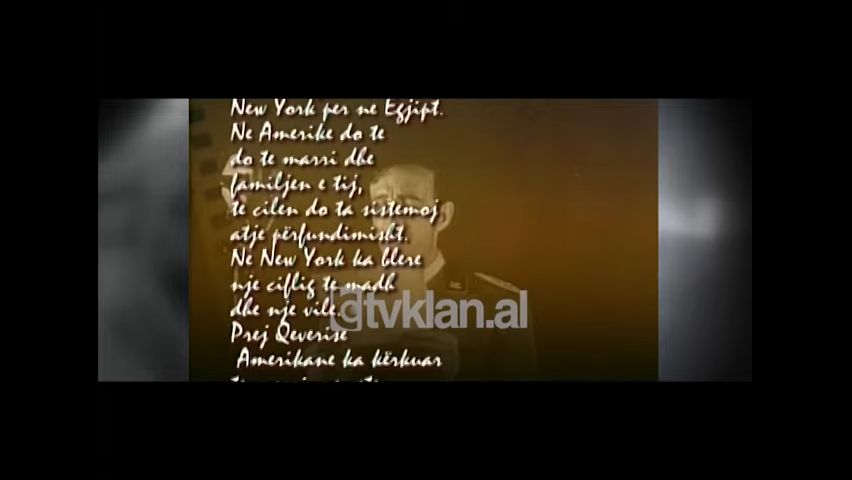 New York per ne Egjipt.
Ne Amerike do te
do te marri dhe
familjen e tij,
te cilen do ta sistemoj
atje përfundimisht.
Ne New York ka blere
nje çiflig te madh
dhe nje vile.
Prej Qeverise
Amerikane ka kërkuar
tvklan.al